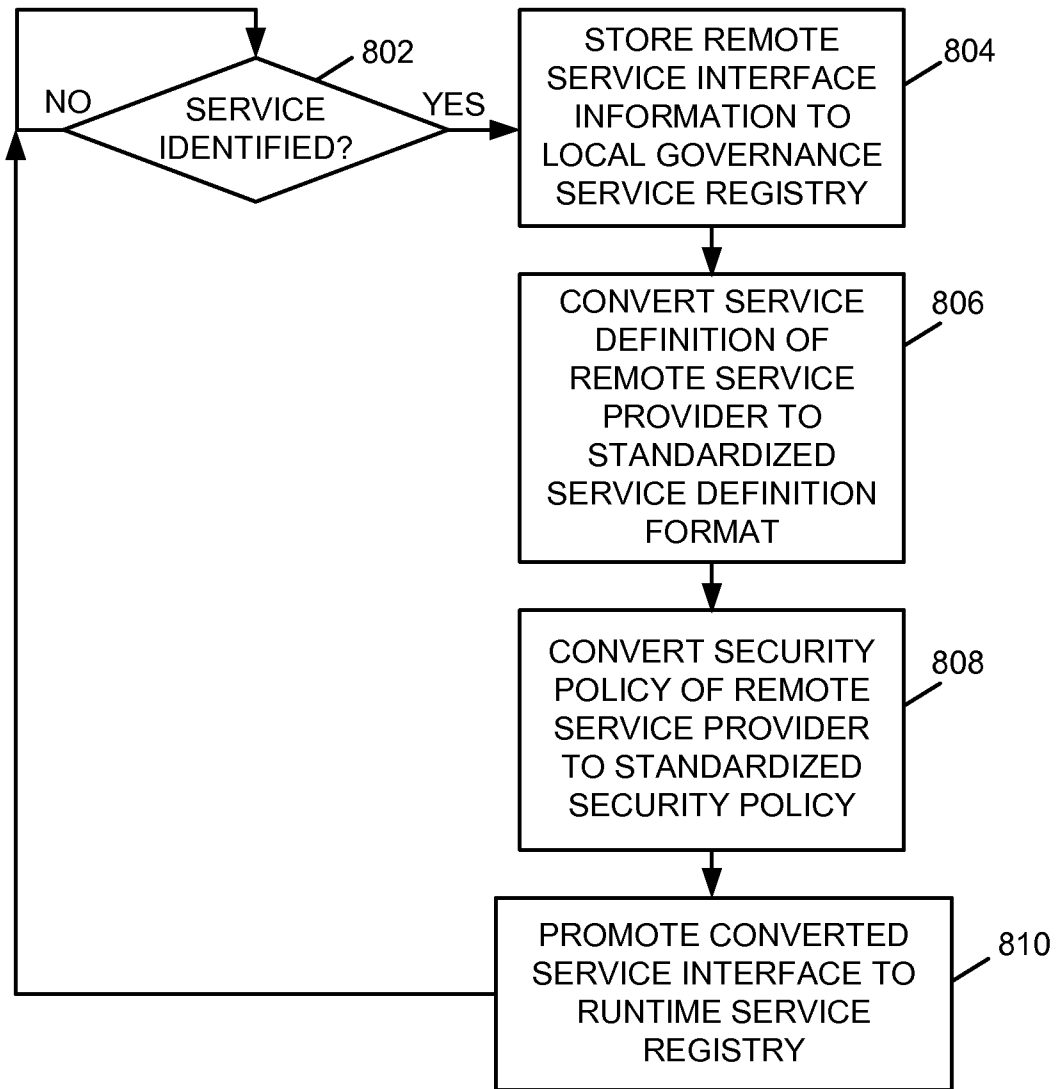 802
NO
SERVICE
IDENTIFIED?
YES
STORE REMOTE
SERVICE INTERFACE
INFORMATION TO
LOCAL GOVERNANCE
SERVICE REGISTRY
804
CONVERT SERVICE
DEFINITION OF
REMOTE SERVICE
PROVIDER TO
STANDARDIZED
SERVICE DEFINITION
FORMAT
806
CONVERT SECURITY
POLICY OF REMOTE
SERVICE PROVIDER
TO STANDARDIZED
SECURITY POLICY
808
PROMOTE CONVERTED
SERVICE INTERFACE TO
RUNTIME SERVICE
REGISTRY
810